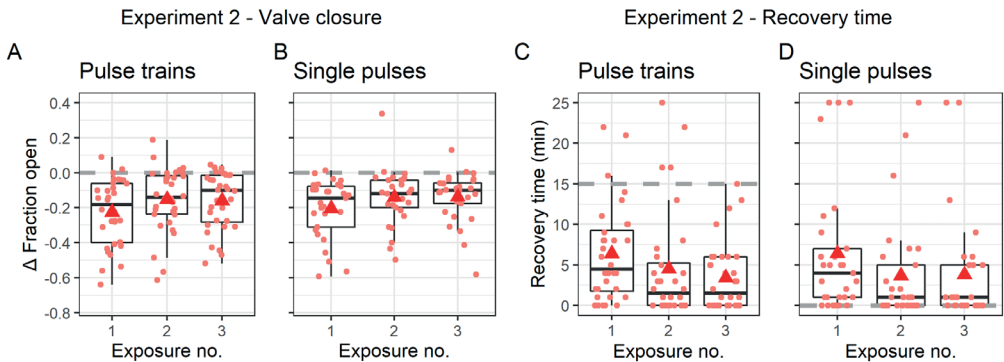 Experiment 2 - Valve closure
Experiment 2 - Recovery time
A
B
C
D
Pulse trains
Single pulses
Pulse trains
Single pulses
Δ Fraction open
0.4
0.2
0.0
-0.2
-0.4
-0.6
-0.8
1 2 3
Exposure no.
1 2 3
Exposure no.
Recovery time (min)
25
20
15
10
5
0
1 2 3
Exposure no.
1 2 3
Exposure no.